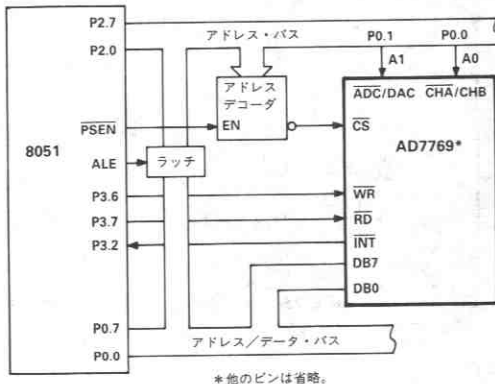 P2.7
アドレス・バス
P0.1
P0.0
P2.0
A1
A0
アドレス
デコーダ
ADC/DAC
CHA/CHB
PSEN
EN
CS
8051
AD7769*
ALE
ラッチ
P3.6
WR
P3.7
RD
P3.2
INT
DB7
DB0
P0.7
アドレス/データ・バス
P0.0
*他のピンは省略。